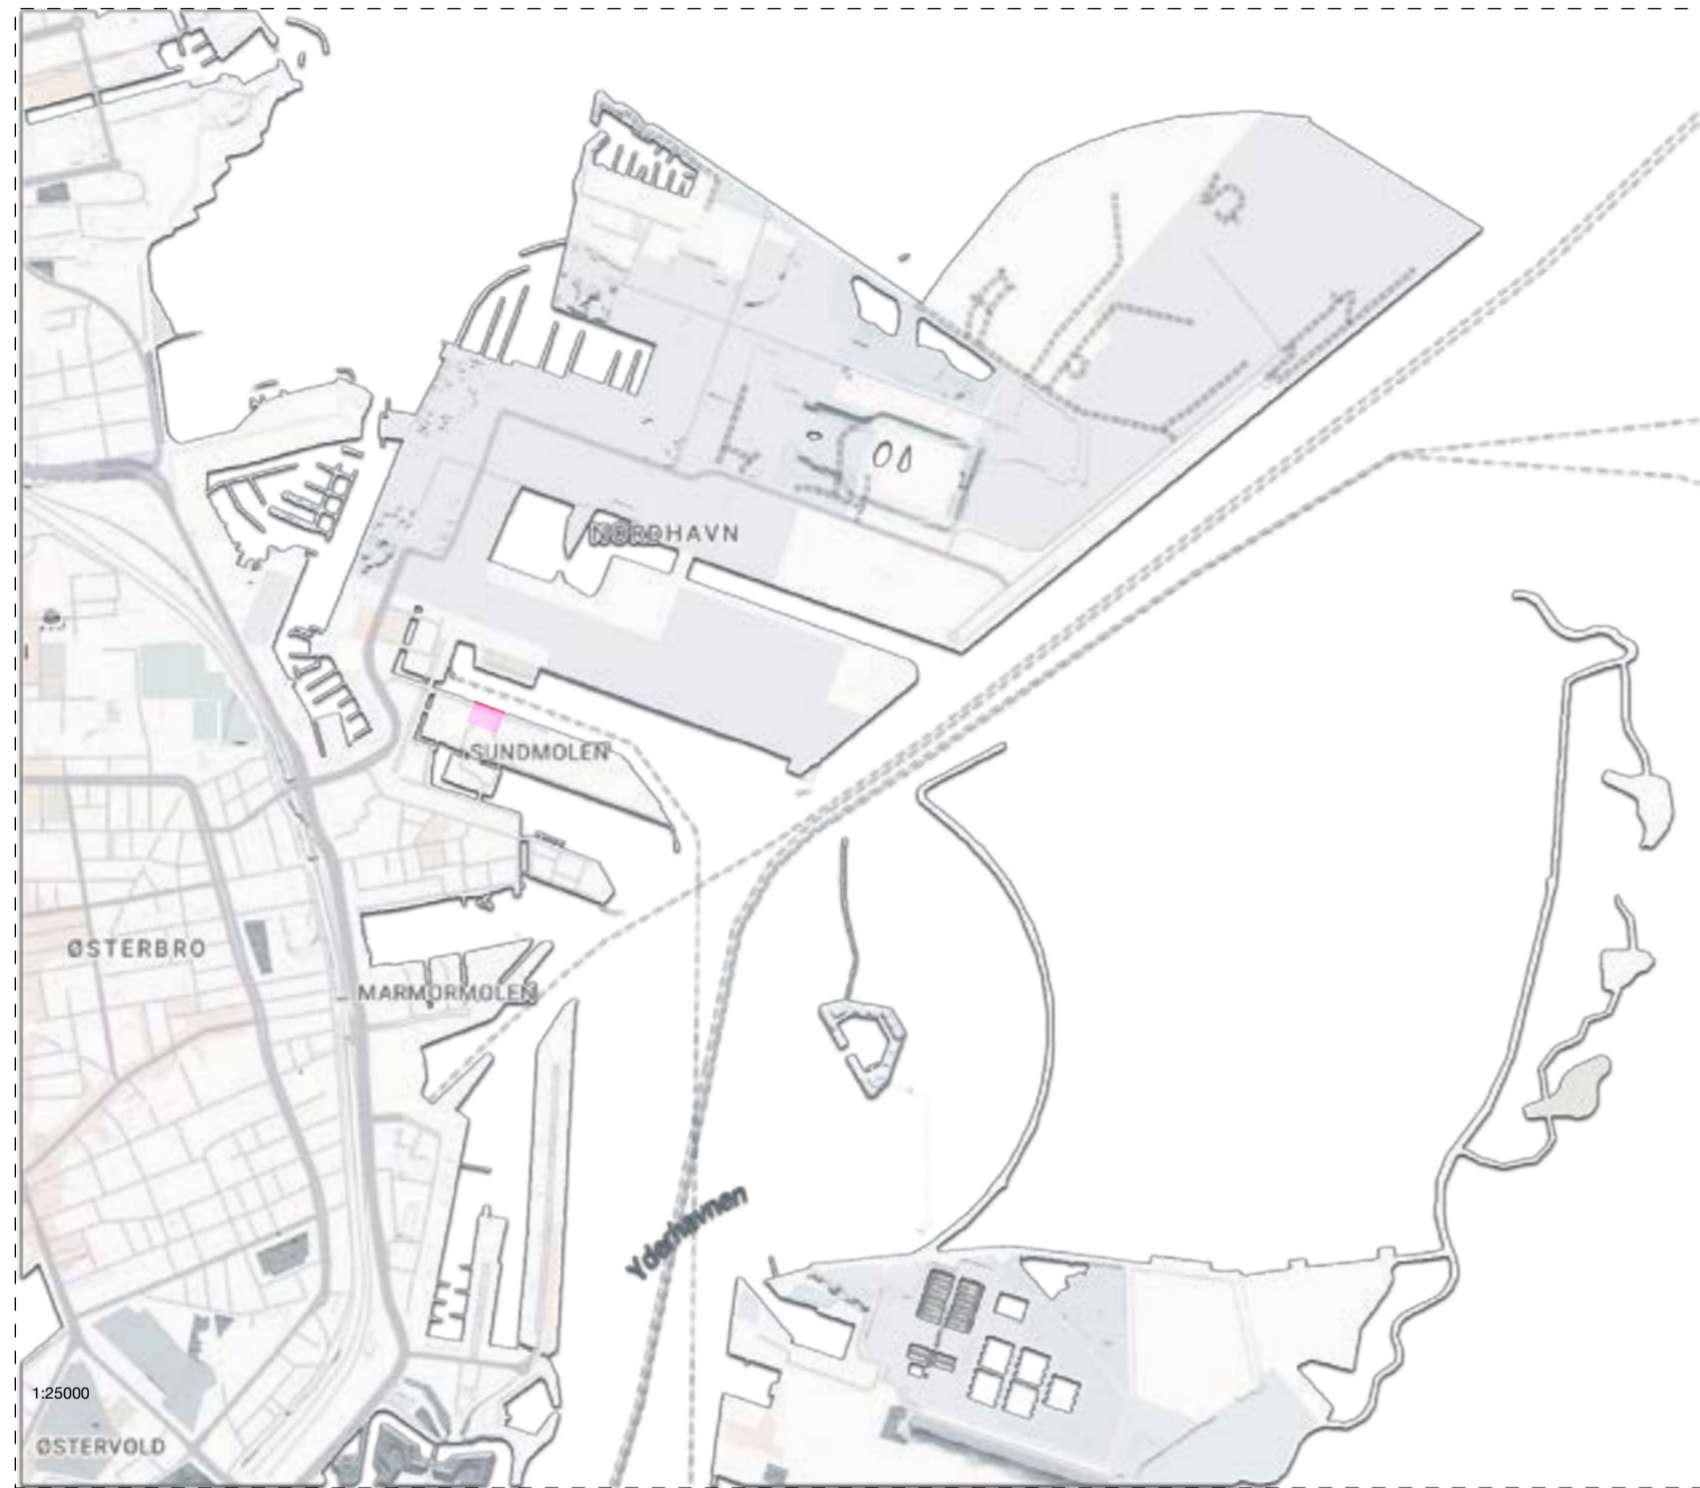 NORDHAVN
SUNDMOLEN
ØSTERBRO
MARMORMOLEN
Yderhavnen
1:25000
ØSTERVOLD